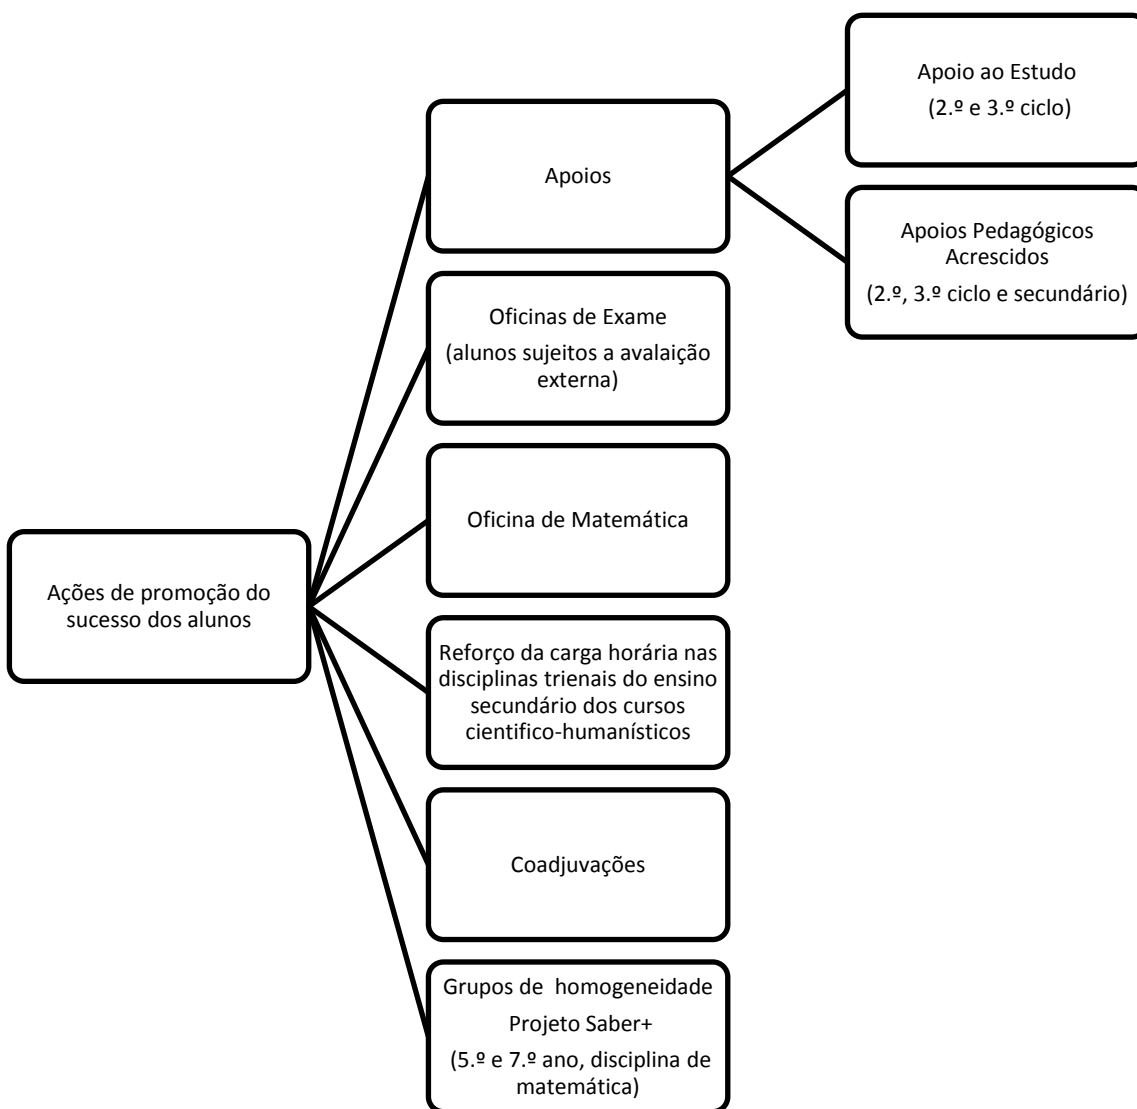 Ações de promoção do
sucesso dos alunos
Apoios
Apoio ao Estudo
(2.º e 3.º ciclo)
Apoios Pedagógicos
Acrescidos
(2.º, 3.º ciclo e secundário)
Oficinas de Exame
(alunos sujeitos a avalaição
externa)
Oficina de Matemática
Reforço da carga horária nas
disciplinas trienais do ensino
secundário dos cursos
cientifico-humanísticos
Coadjuvações
Grupos de homogeneidade
Projeto Saber+
(5.º e 7.º ano, disciplina de
matemática)